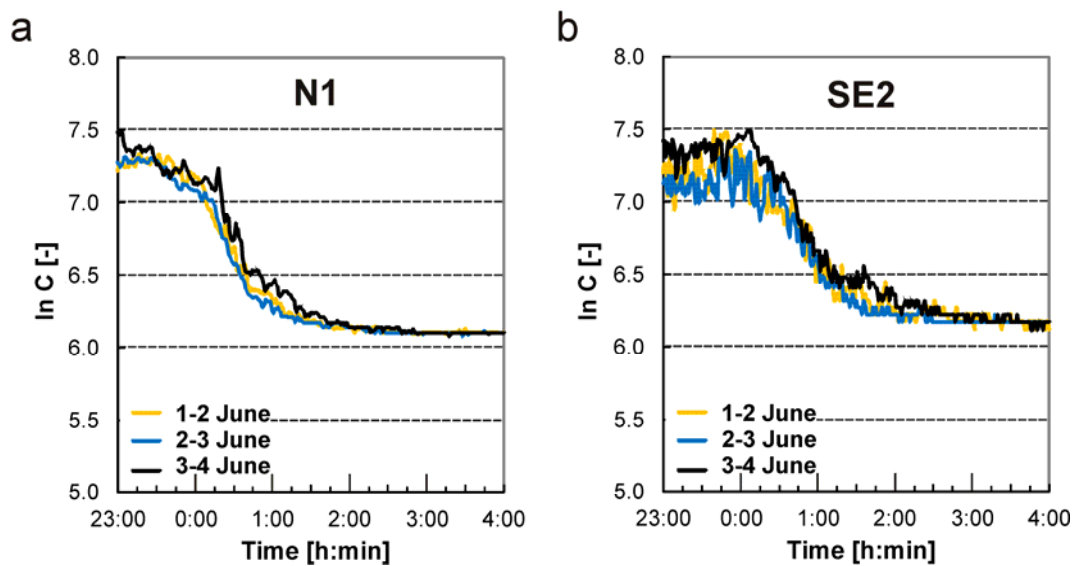 a
N1
ln C [-]
8.0
7.5
7.0
6.5
6.0
5.5
5.0
1-2 June
2-3 June
3-4 June
23:00 0:00 1:00 2:00 3:00 4:00
Time [h:min]
b
SE2
ln C [-]
8.0
7.5
7.0
6.5
6.0
5.5
5.0
1-2 June
2-3 June
3-4 June
23:00 0:00 1:00 2:00 3:00 4:00
Time [h:min]